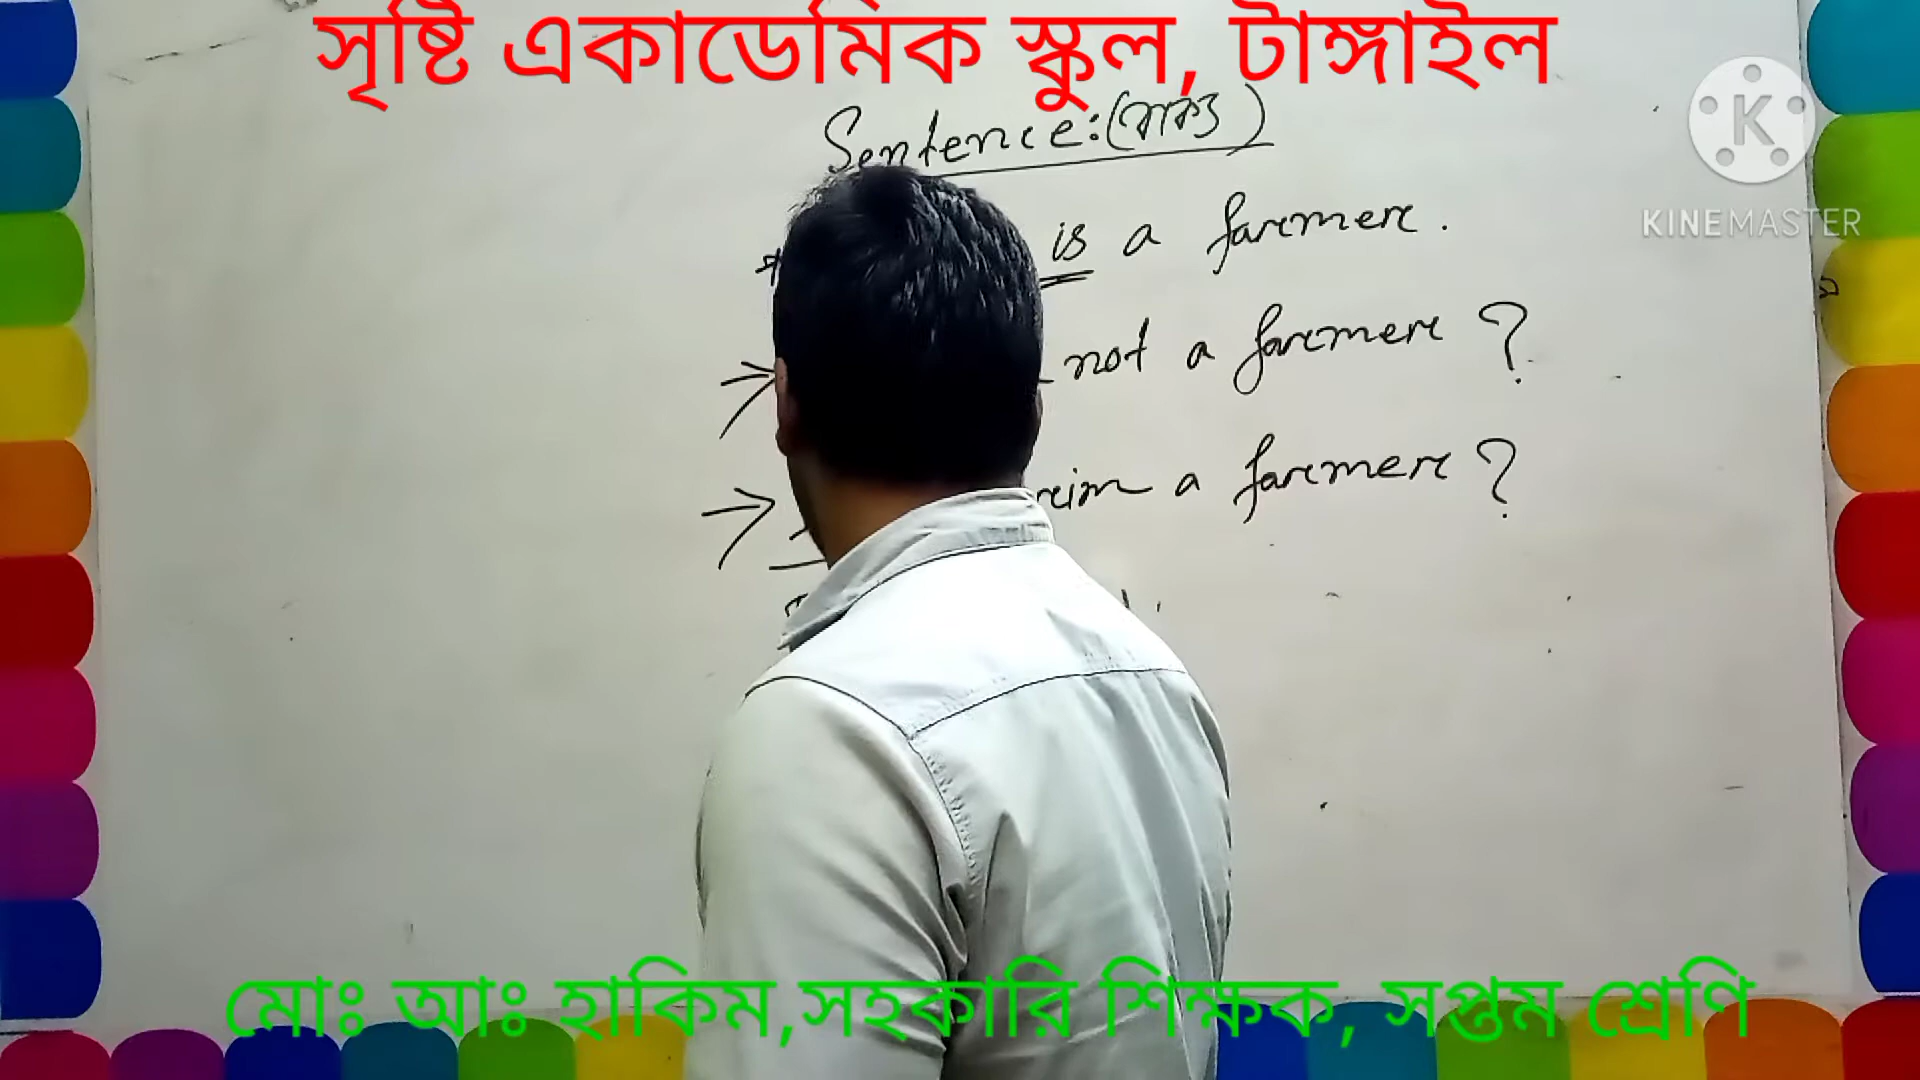 সৃষ্টি একাডেমিক স্কুল, টাঙ্গাইল
Sentence:(বাক্য)
is a farmer.
not a farmer ?
a farmer ?
K
KINEMASTER
মোঃ আঃ হাকিম,সহকারি শিক্ষক, সপ্তম শ্রেণি